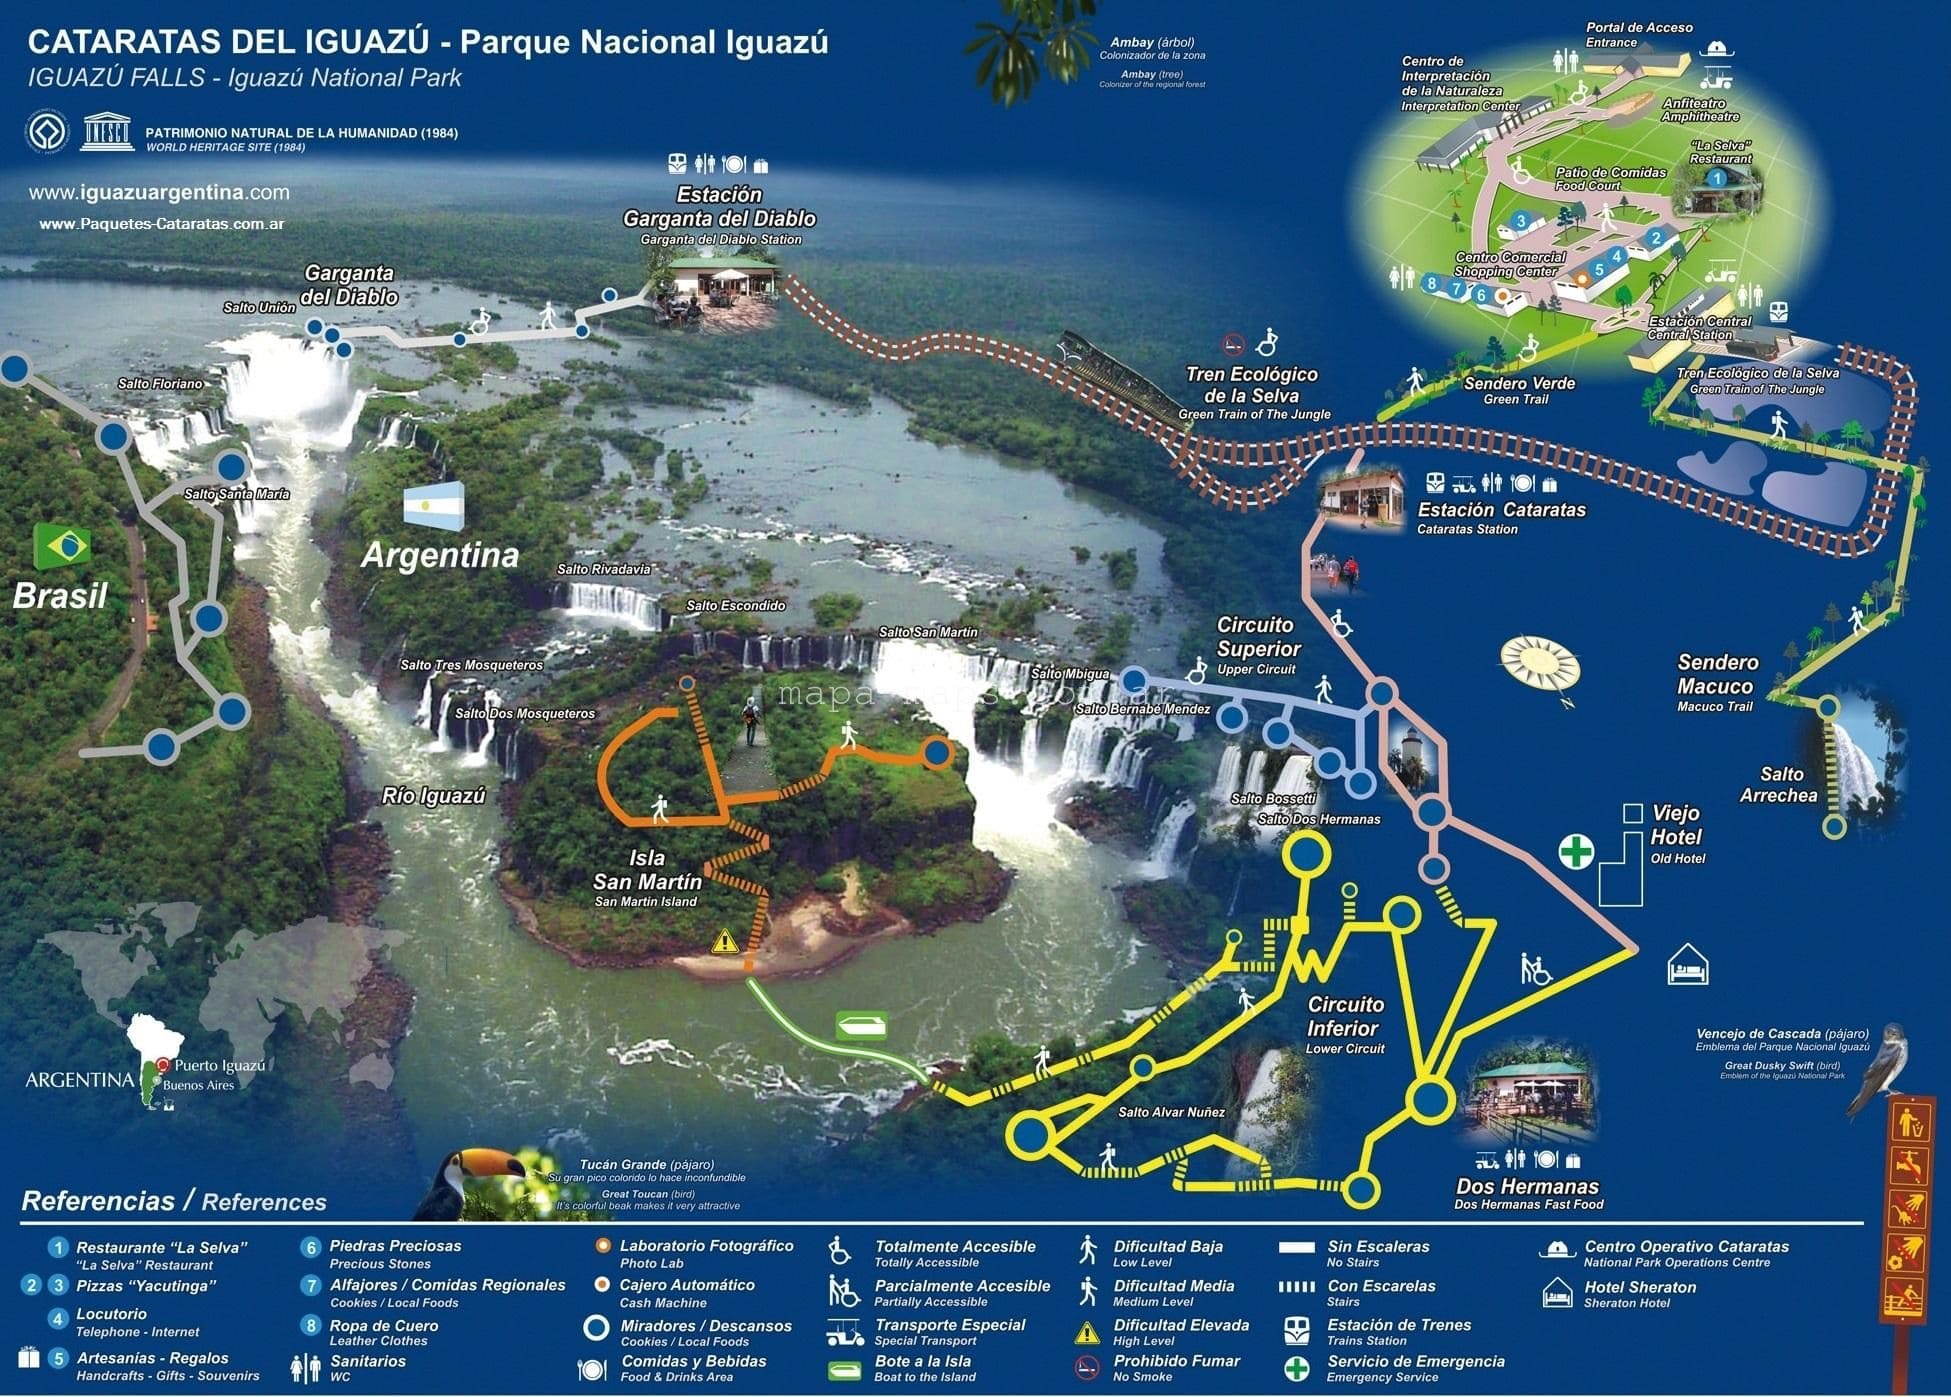 CATARATAS DEL IGUAZÚ - Parque Nacional Iguazú
IGUAZÚ FALLS - Iguazú National Park
UNESCO
PATRIMONIO NATURAL DE LA HUMANIDAD (1984)
WORLD HERITAGE SITE (1984)
www.iguazuargentina.com
www.Paquetes-Cataratas.com.ar
Ambay (árbol)
Colonizador de la zona
Ambay (tree)
Colonizer of the regional forest
Portal de Acceso
Entrance
Centro de
Interpretación
de la Naturaleza
Interpretation Center
Anfiteatro
Amphitheatre
"La Selva"
Restaurant
1
Patio de Comidas
Food Court
3
2
4
5
Centro Comercial
Shopping Center
8
7
6
Estación Central
Central Station
Tren Ecológico de la Selva
Green Train of The Jungle
Sendero Verde
Green Trail
Estación
Garganta del Diablo
Garganta del Diablo Station
Garganta
del Diablo
Salto Unión
Salto Floriano
Salto Santa María
Tren Ecológico
de la Selva
Green Train of The Jungle
Estación Cataratas
Cataratas Station
Argentina
Brasil
Salto Rivadavia
Salto Escondido
Salto San Martín
Salto Tres Mosqueteros
Salto Dos Mosqueteros
Salto Mbigua
Salto Bernabé Mendez
Circuito
Superior
Upper Circuit
Sendero
Macuco
Macuco Trail
Salto
Arrechea
Río Iguazú
Salto Bossetti
Salto Dos Hermanas
Viejo
Hotel
Old Hotel
Isla
San Martín
San Martin Island
Circuito
Inferior
Lower Circuit
Salto Alvar Nuñez
Dos Hermanas
Dos Hermanas Fast Food
Vencejo de Cascada (pájaro)
Emblema del Parque Nacional Iguazú
Great Dusky Swift (bird)
Emblem of the Iguazú National Park
ARGENTINA
Puerto Iguazú
Buenos Aires
Tucán Grande (pájaro)
Su gran pico colorido lo hace inconfundible
Great Toucan (bird)
It's colorful beak makes it very attractive
Referencias / References
1 Restaurante "La Selva"
"La Selva" Restaurant
2 3 Pizzas "Yacutinga"
4 Locutorio
Telephone - Internet
5 Artesanías - Regalos
Handcrafts - Gifts - Souvenirs
6 Piedras Preciosas
Precious Stones
7 Alfajores / Comidas Regionales
Cookies / Local Foods
8 Ropa de Cuero
Leather Clothes
Sanitarios
WC
Laboratorio Fotográfico
Photo Lab
Cajero Automático
Cash Machine
Miradores / Descansos
Cookies / Local Foods
Comidas y Bebidas
Food & Drinks Area
Totalmente Accesible
Totally Accessible
Parcialmente Accesible
Partially Accessible
Transporte Especial
Special Transport
Bote a la Isla
Boat to the Island
Dificultad Baja
Low Level
Dificultad Media
Medium Level
Dificultad Elevada
High Level
Prohibido Fumar
No Smoke
Sin Escaleras
No Stairs
Con Escarelas
Stairs
Estación de Trenes
Trains Station
Servicio de Emergencia
Emergency Service
Centro Operativo Cataratas
National Park Operations Centre
Hotel Sheraton
Sheraton Hotel